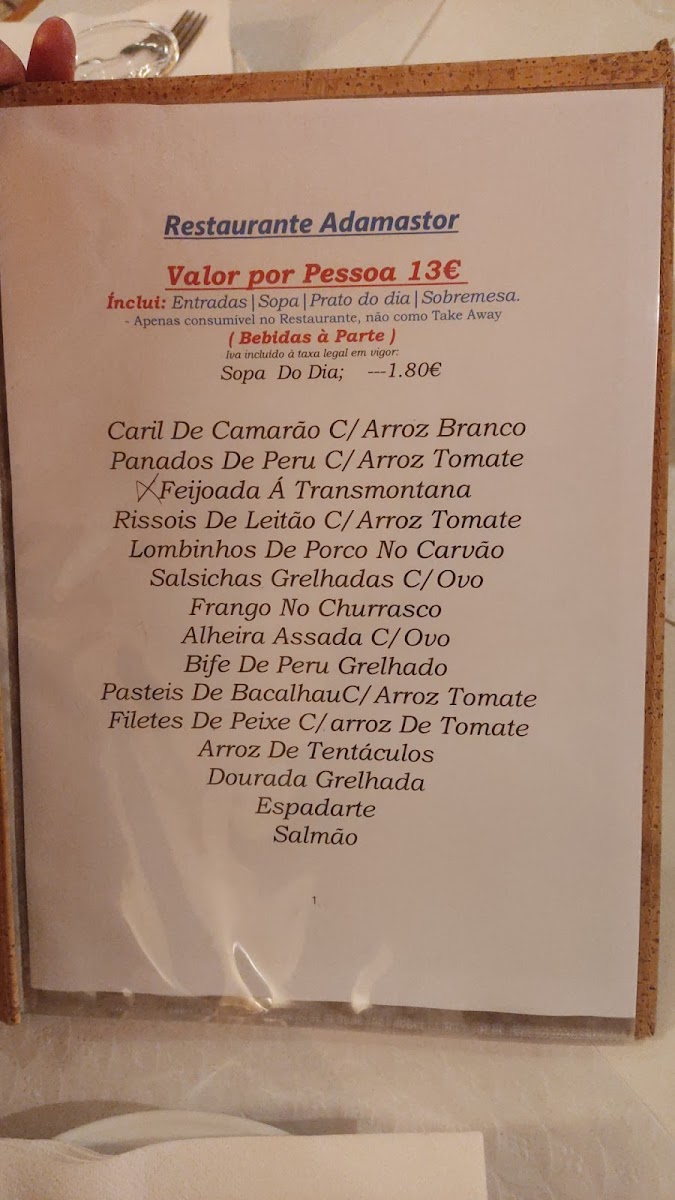 Restaurante Adamastor
Valor por Pessoa 13€
Ínclui: Entradas|Sopa|Prato do dia|Sobremesa.
- Apenas consumível no Restaurante, não como Take Away
( Bebidas à Parte )
Iva incluido à taxa legal em vigor:
Sopa Do Dia; ---1.80€
Caril De Camarão C/Arroz Branco
Panados De Peru C/Arroz Tomate
Feijoada Á Transmontana
Rissois De Leitão C/Arroz Tomate
Lombinhos De Porco No Carvão
Salsichas Grelhadas C/Ovo
Frango No Churrasco
Alheira Assada C/Ovo
Bife De Peru Grelhado
Pasteis De BacalhauC/Arroz Tomate
Filetes De Peixe C/arroz De Tomate
Arroz De Tentáculos
Dourada Grelhada
Espadarte
Salmão
1